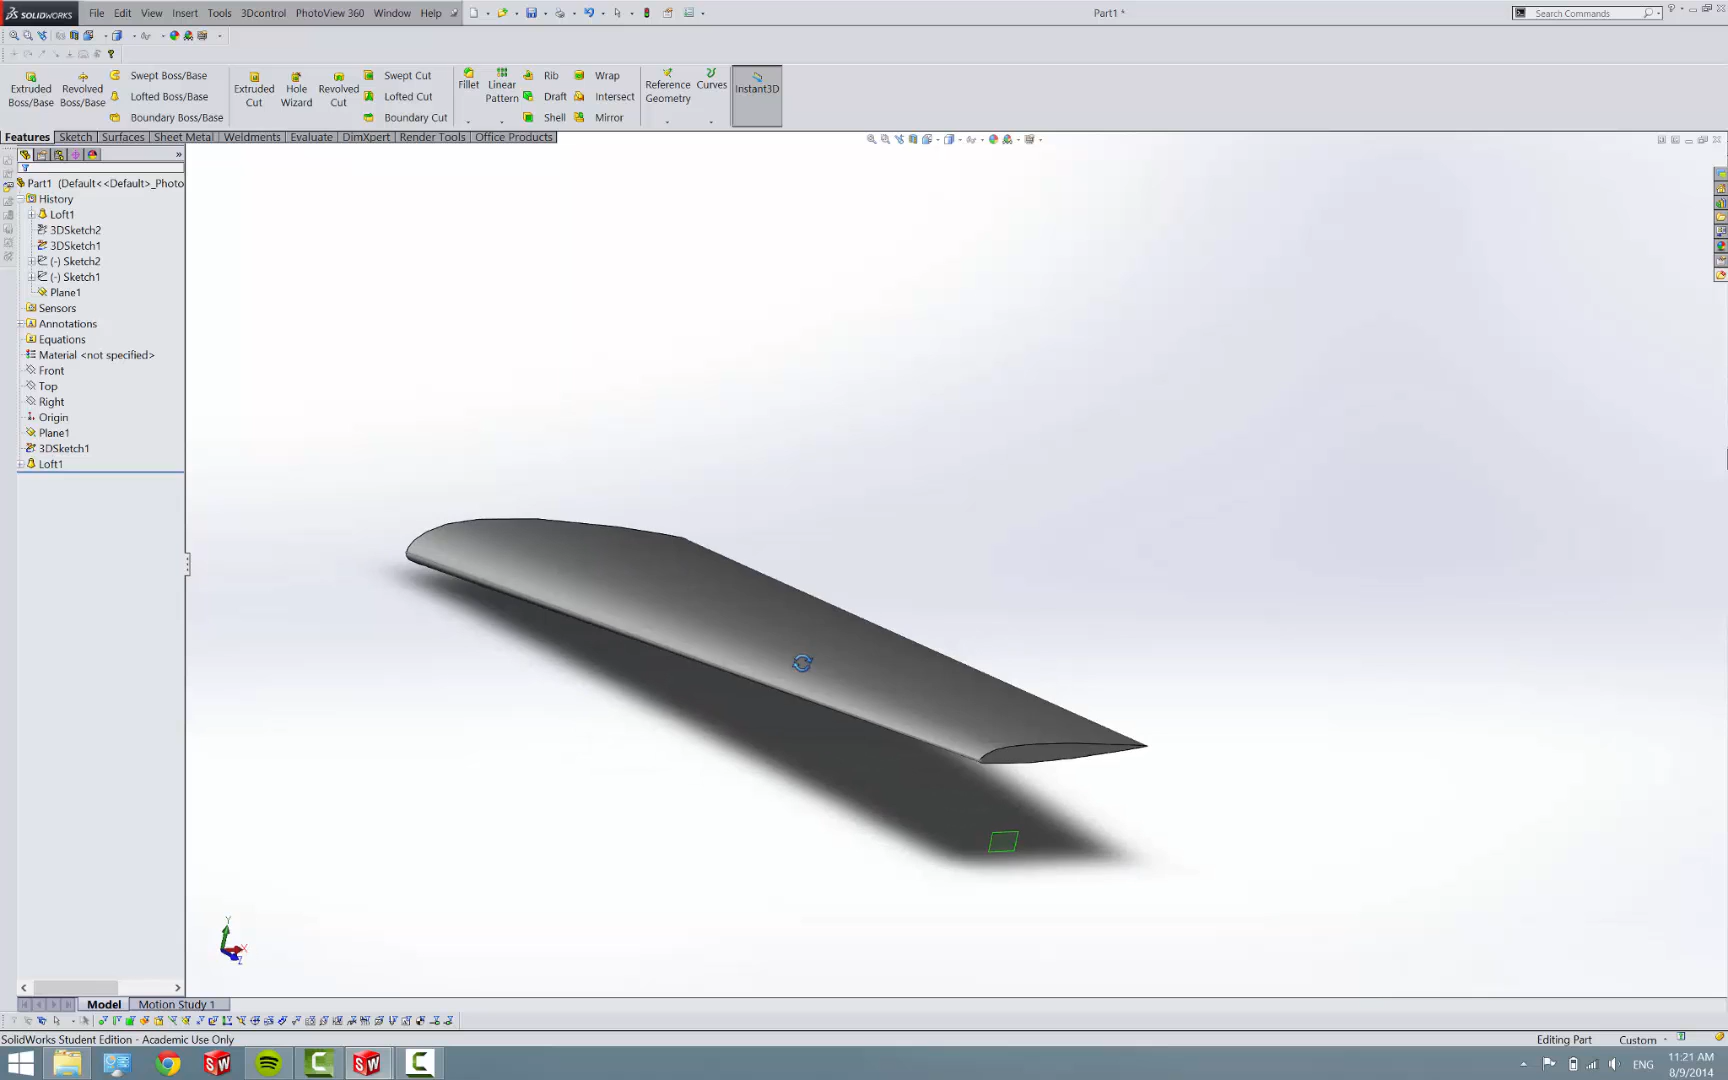 SOLIDWORKS File Edit View Insert Tools 3Dcontrol PhotoView 360 Window Help Part1 * Search Commands
Extruded Boss/Base
Revolved Boss/Base
Swept Boss/Base
Lofted Boss/Base
Boundary Boss/Base
Extruded Cut
Hole Wizard
Revolved Cut
Swept Cut
Lofted Cut
Boundary Cut
Fillet
Linear Pattern
Rib
Draft
Shell
Wrap
Intersect
Mirror
Reference Geometry
Curves
Instant3D
Features Sketch Surfaces Sheet Metal Weldments Evaluate DimXpert Render Tools Office Products
Part1 (Default<<Default>_Photo
History
Loft1
3DSketch2
3DSketch1
(-) Sketch2
(-) Sketch1
Plane1
Sensors
Annotations
Equations
Material <not specified>
Front
Top
Right
Origin
Plane1
3DSketch1
Loft1
Y
X
Z
Model Motion Study 1
SolidWorks Student Edition - Academic Use Only Editing Part Custom
ENG 11:21 AM
8/9/2014